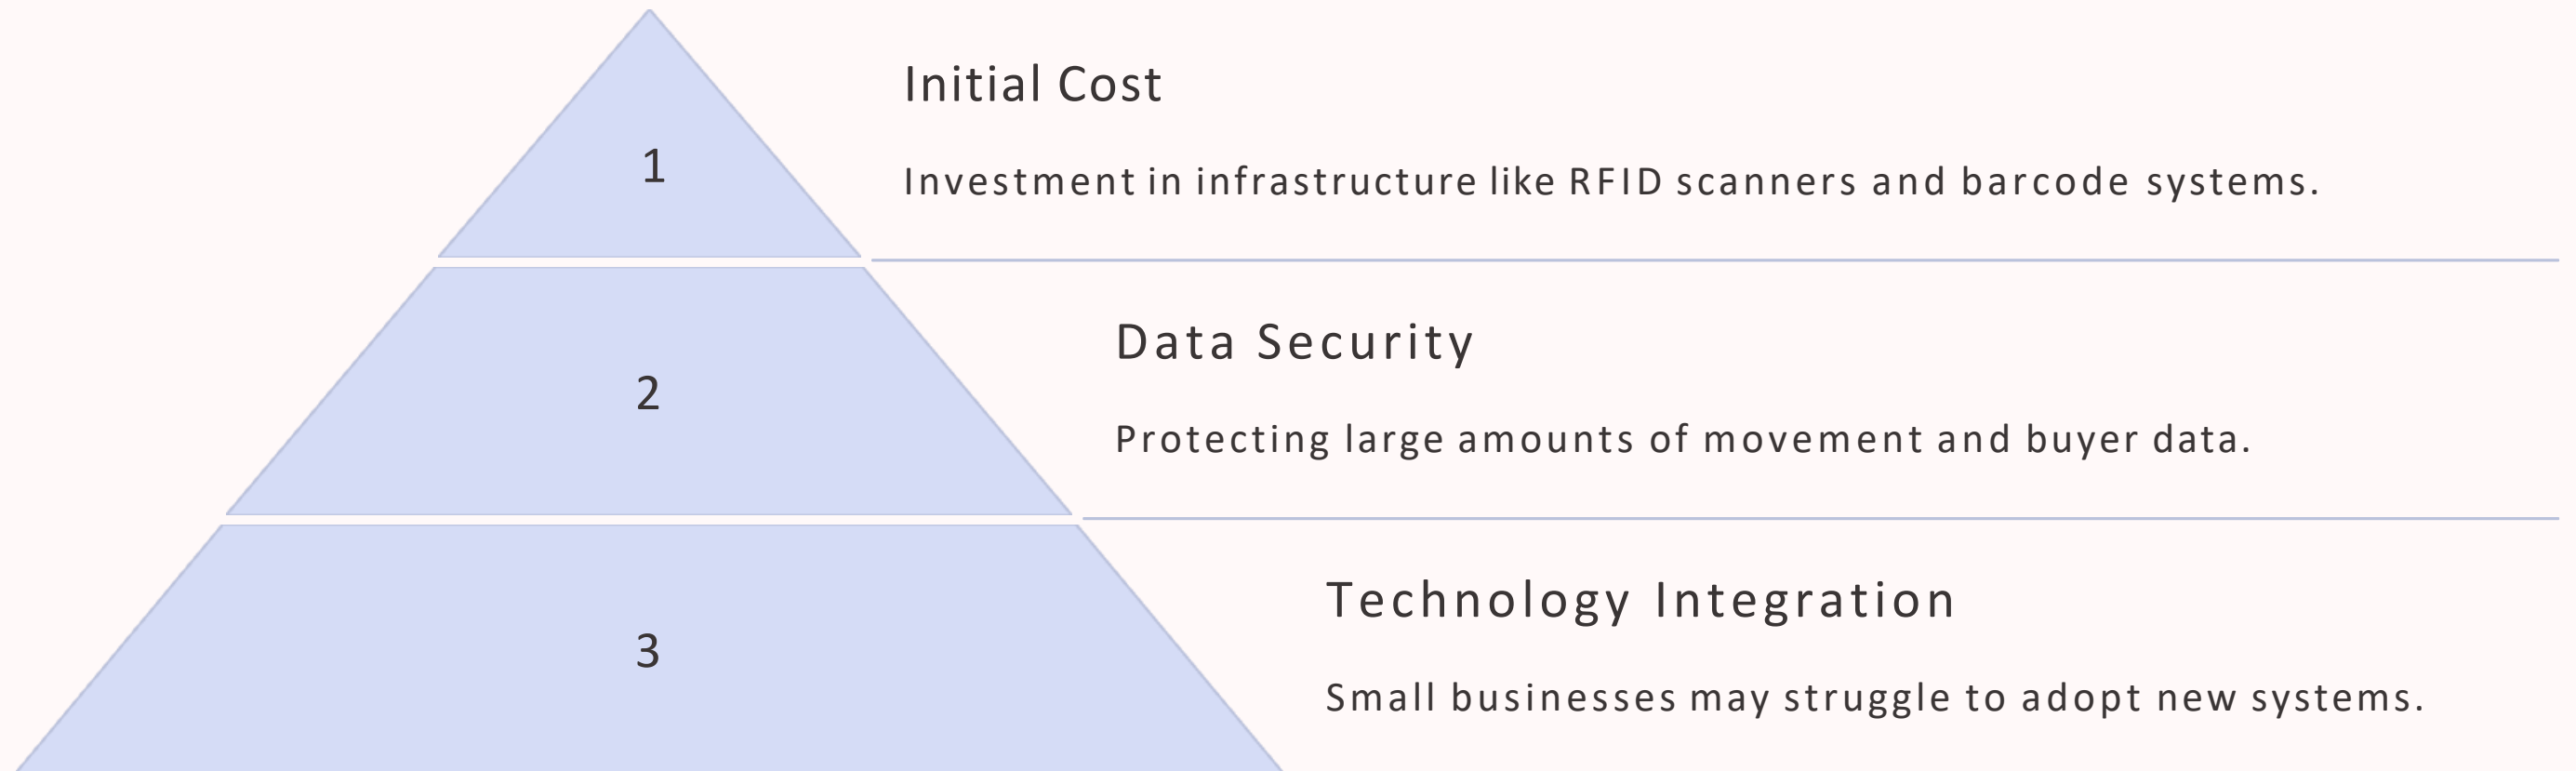 1
Initial Cost
Investment in infrastructure like RFID scanners and barcode systems.
2
Data Security
Protecting large amounts of movement and buyer data.
3
Technology Integration
Small businesses may struggle to adopt new systems.